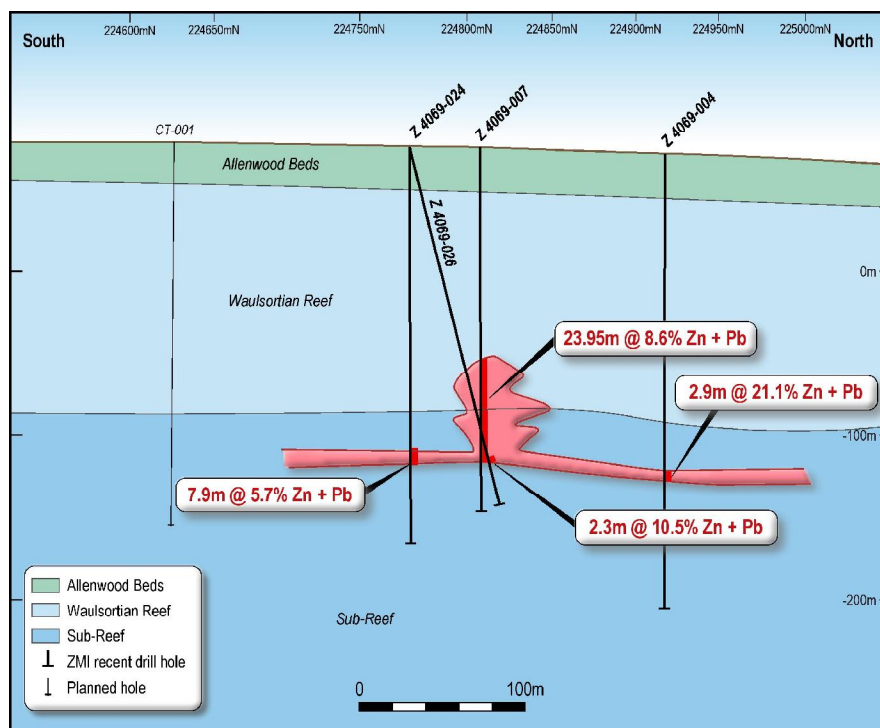 South
224600mN
224650mN
224750mN
224800mN
224850mN
224900mN
224950mN
225000mN
North
CT-001
Z 4069-024
Z 4069-007
Z 4069-004
Allenwood Beds
Z 4069-026
0m
Waulsortian Reef
23.95m @ 8.6% Zn + Pb
2.9m @ 21.1% Zn + Pb
-100m
7.9m @ 5.7% Zn + Pb
2.3m @ 10.5% Zn + Pb
Allenwood Beds
Waulsortian Reef
Sub-Reef
ZMI recent drill hole
Planned hole
-200m
Sub-Reef
0
100m